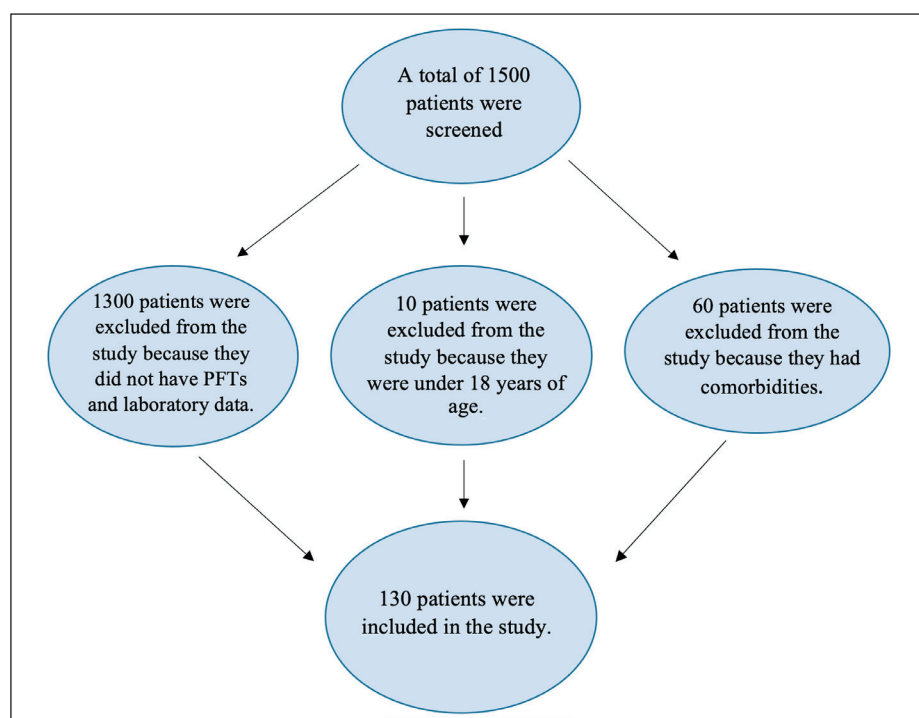 A total of 1500
patients were
screened
1300 patients were
excluded from the
study because they
did not have PFTs
and laboratory data.
10 patients were
excluded from the
study because they
were under 18 years of
age.
60 patients were
excluded from the
study because they had
comorbidities.
130 patients were
included in the study.